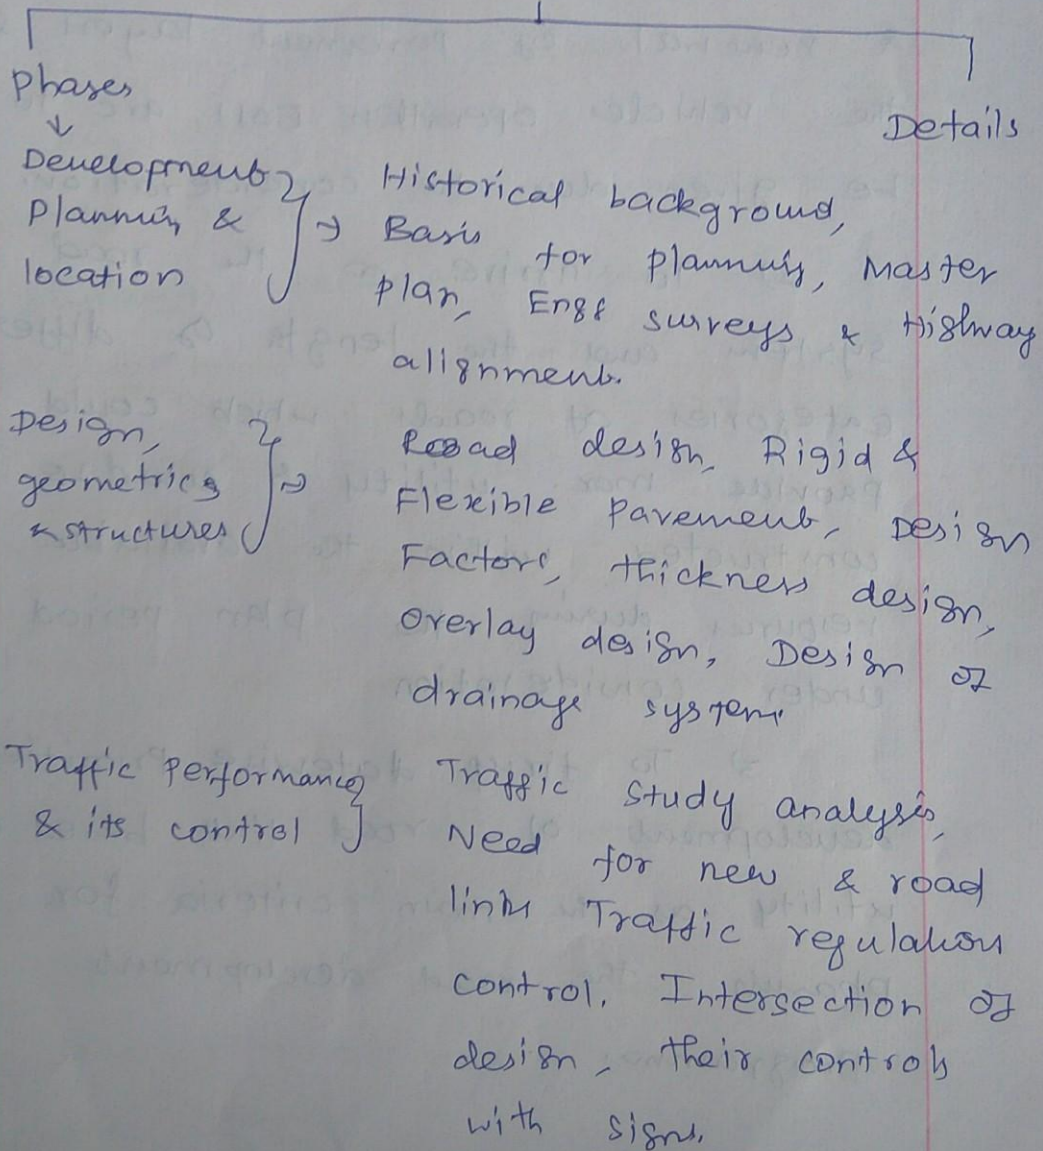 Phases
Details
Development
Planning &
location
Historical background,
Basis for planning, Master
plan, Engg surveys & Highway
alignment.
Design,
geometrics
& structures
Road design, Rigid &
Flexible pavement, Design
Factors, thickness design,
Overlay design, Design of
drainage system.
Traffic Performance
& its control
Traffic Study analysis,
Need for new & road
links Traffic regulation
control. Intersection of
design, their controls
with signs.